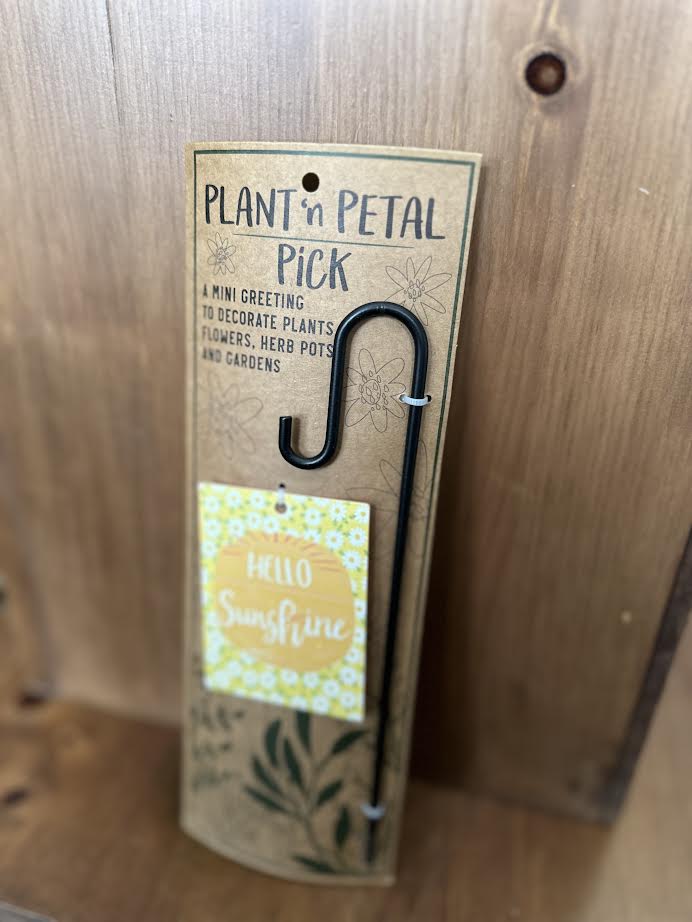 PLANT 'n PETAL
PiCK
A MINI GREETING
TO DECORATE PLANTS
FLOWERS, HERB POTS
AND GARDENS
HELLO
Sunshine